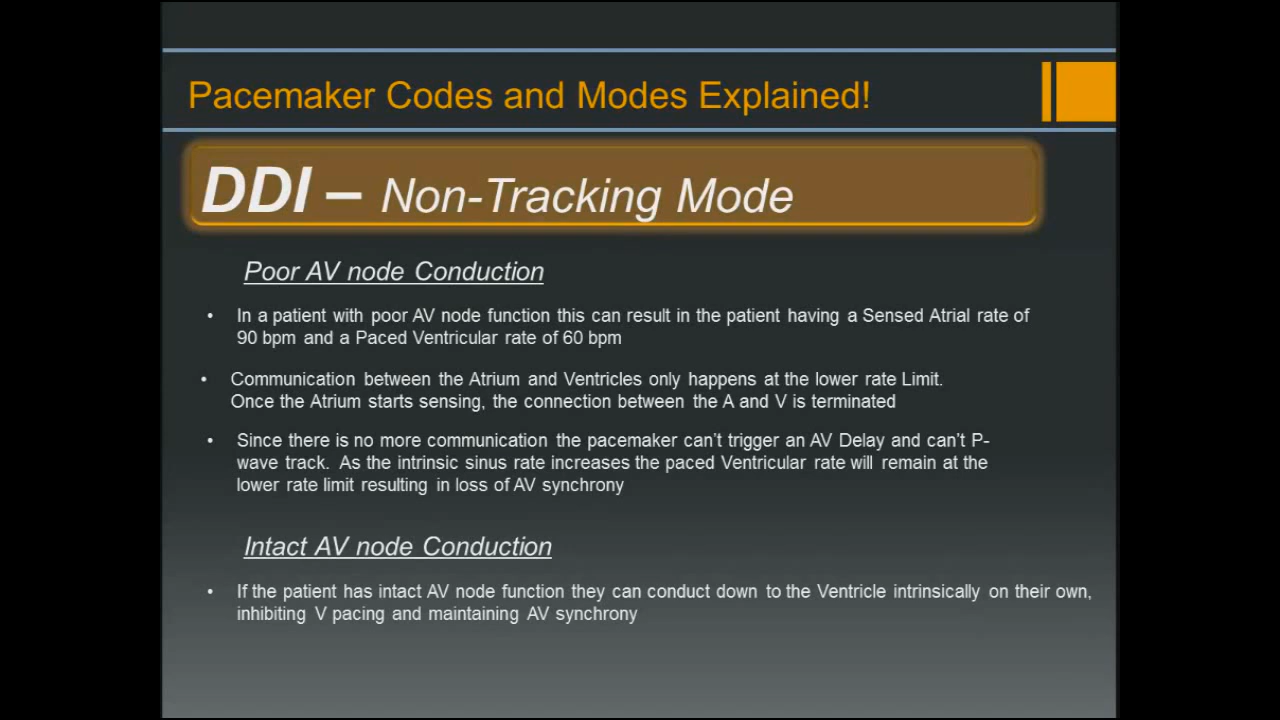 Pacemaker Codes and Modes Explained!
DDI – Non-Tracking Mode
Poor AV node Conduction
• In a patient with poor AV node function this can result in the patient having a Sensed Atrial rate of
90 bpm and a Paced Ventricular rate of 60 bpm
• Communication between the Atrium and Ventricles only happens at the lower rate Limit.
Once the Atrium starts sensing, the connection between the A and V is terminated
• Since there is no more communication the pacemaker can't trigger an AV Delay and can't P-
wave track. As the intrinsic sinus rate increases the paced Ventricular rate will remain at the
lower rate limit resulting in loss of AV synchrony
Intact AV node Conduction
• If the patient has intact AV node function they can conduct down to the Ventricle intrinsically on their own,
inhibiting V pacing and maintaining AV synchrony